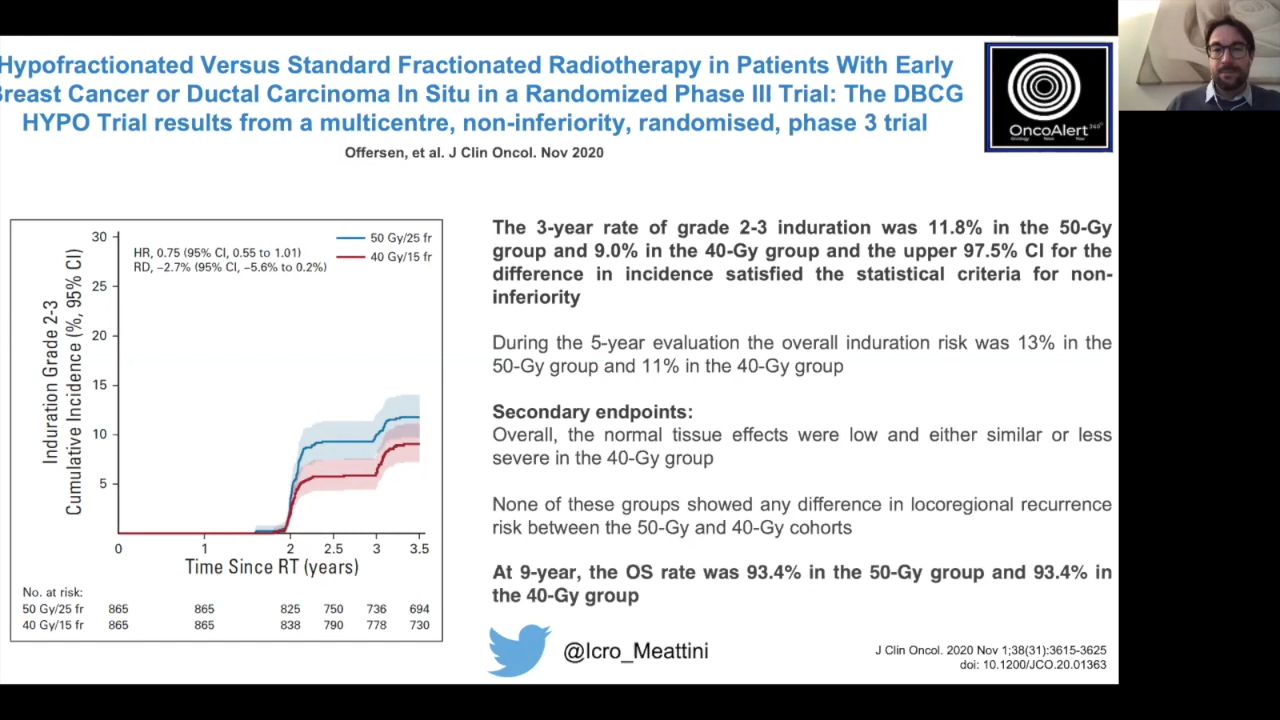 Hypofractionated Versus Standard Fractionated Radiotherapy in Patients With Early
Breast Cancer or Ductal Carcinoma In Situ in a Randomized Phase III Trial: The DBCG
HYPO Trial results from a multicentre, non-inferiority, randomised, phase 3 trial
Offersen, et al. J Clin Oncol. Nov 2020
OncoAlert 360°
Oncology News Now
Induration Grade 2-3
Cumulative Incidence (%, 95% CI)
30
25
20
15
10
5
HR, 0.75 (95% CI, 0.55 to 1.01)
RD, −2.7% (95% CI, −5.6% to 0.2%)
50 Gy/25 fr
40 Gy/15 fr
0 1 2 2.5 3 3.5
Time Since RT (years)
No. at risk:
50 Gy/25 fr 865 865 825 750 736 694
40 Gy/15 fr 865 865 838 790 778 730
The 3-year rate of grade 2-3 induration was 11.8% in the 50-Gy
group and 9.0% in the 40-Gy group and the upper 97.5% CI for the
difference in incidence satisfied the statistical criteria for non-
inferiority
During the 5-year evaluation the overall induration risk was 13% in the
50-Gy group and 11% in the 40-Gy group
Secondary endpoints:
Overall, the normal tissue effects were low and either similar or less
severe in the 40-Gy group
None of these groups showed any difference in locoregional recurrence
risk between the 50-Gy and 40-Gy cohorts
At 9-year, the OS rate was 93.4% in the 50-Gy group and 93.4% in
the 40-Gy group
@Icro_Meattini
J Clin Oncol. 2020 Nov 1;38(31):3615-3625
doi: 10.1200/JCO.20.01363